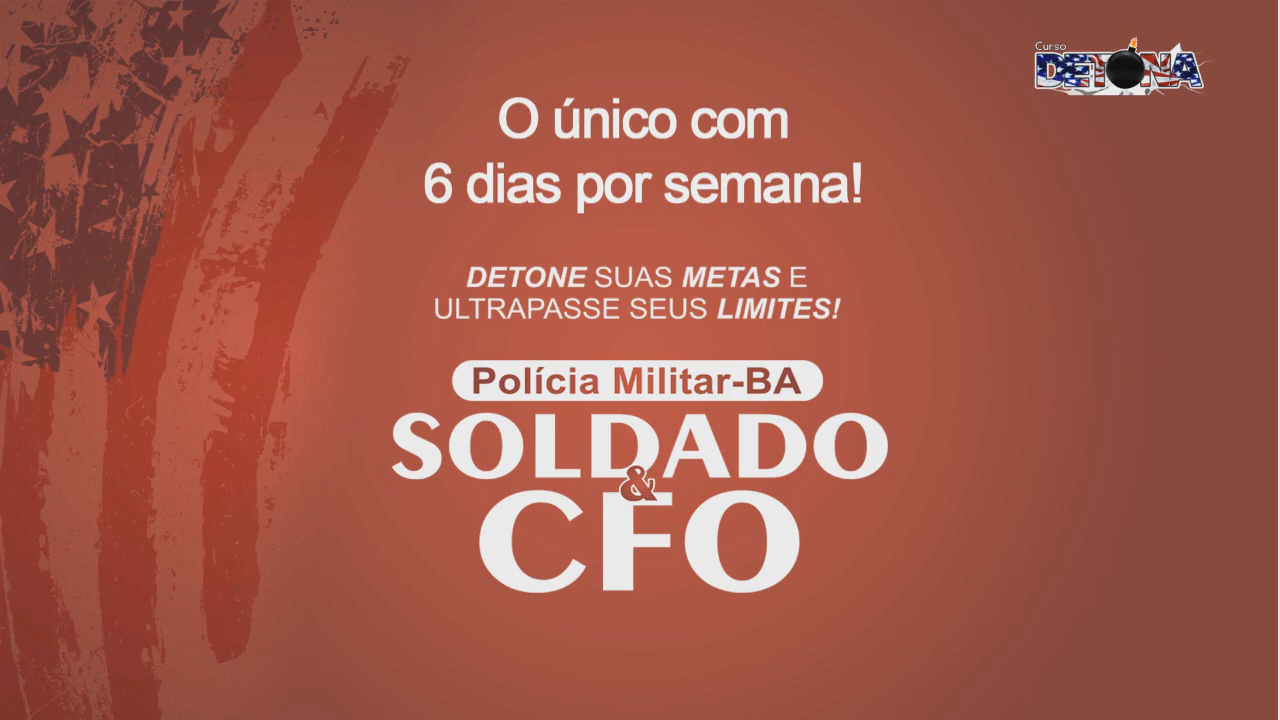 Curso
DETONA
O único com
6 dias por semana!
DETONE SUAS METAS E
ULTRAPASSE SEUS LIMITES!
Polícia Militar-BA
SOLDADO
&
CFO